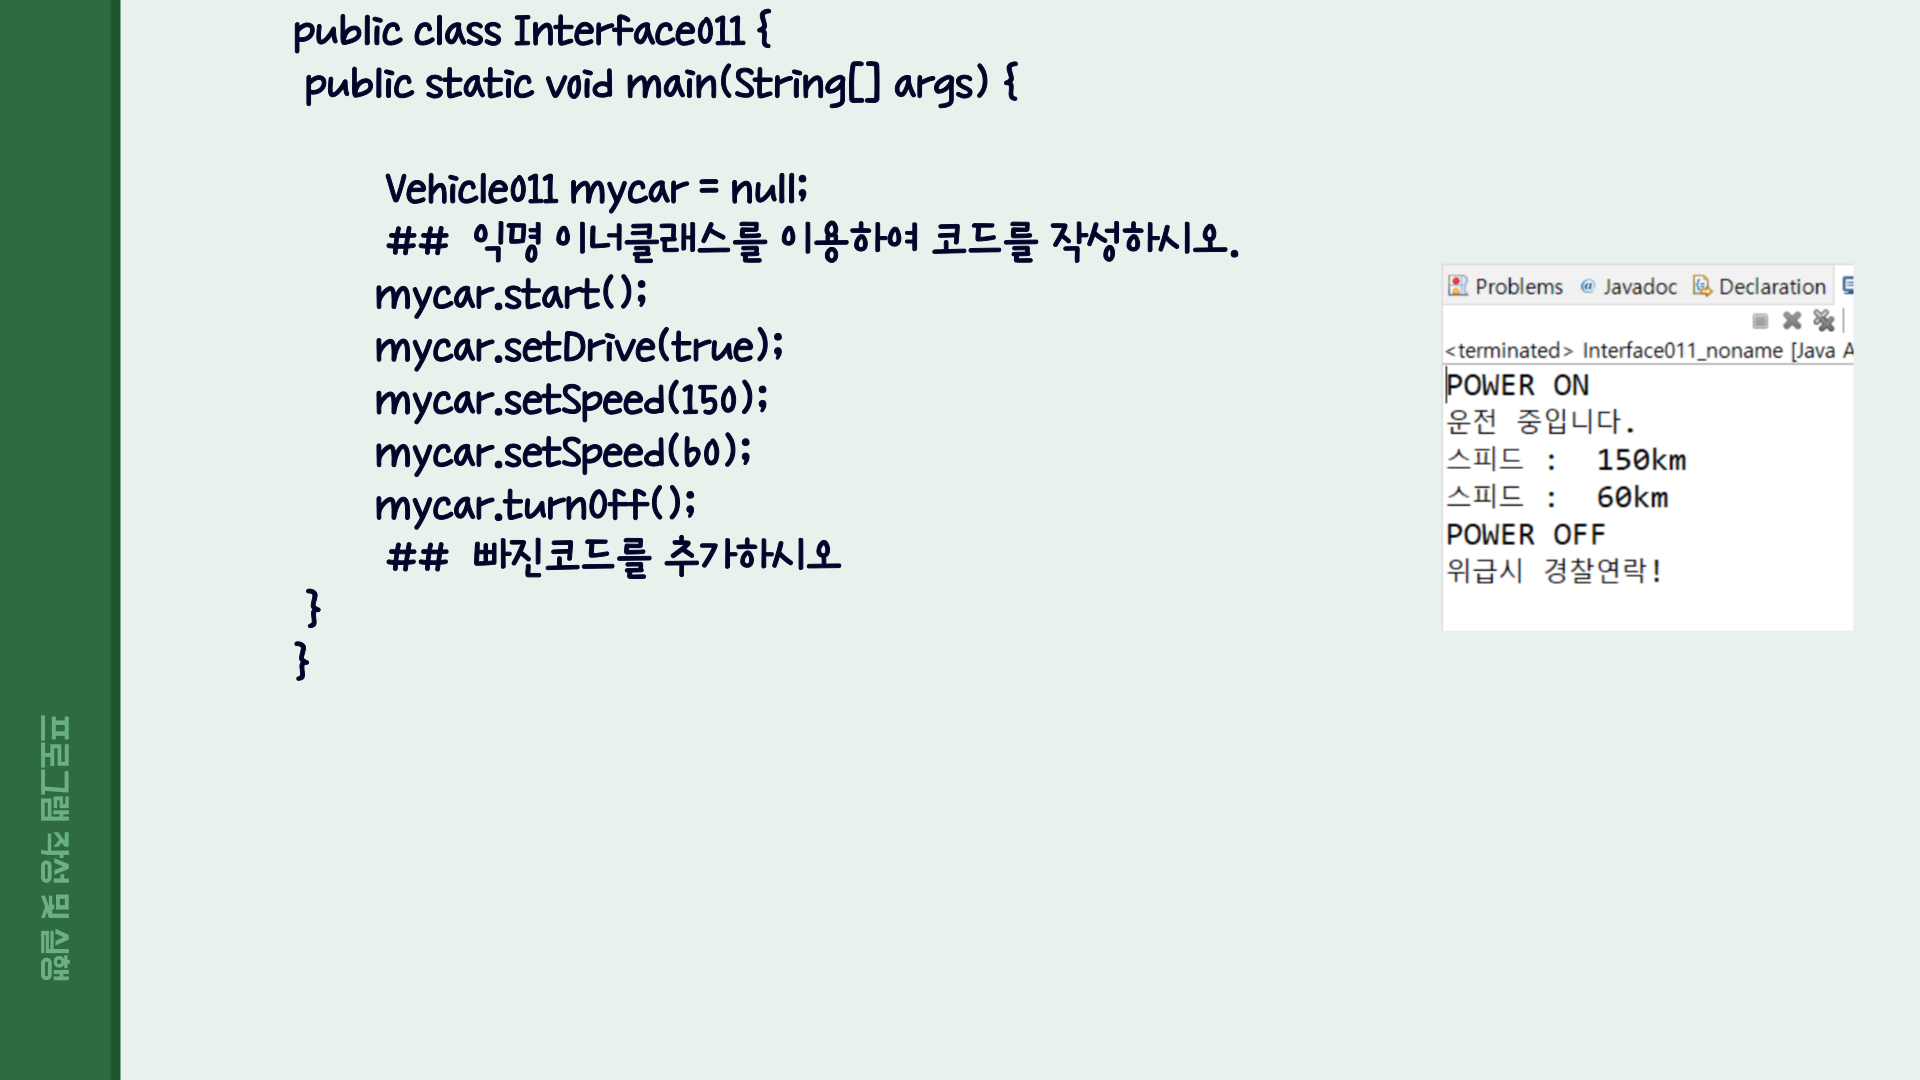 public class Interface011 {
public static void main(String[] args) {
Vehicle011 mycar = null;
## 익명 이너클래스를 이용하여 코드를 작성하시오.
mycar.start();
mycar.setDrive(true);
mycar.setSpeed(150);
mycar.setSpeed(60);
mycar.turnOff();
## 빠진코드를 추가하시오
}
}
Problems @ Javadoc Declaration
<terminated> Interface011_noname [Java A
POWER ON
운전 중입니다.
스피드 : 150km
스피드 : 60km
POWER OFF
위급시 경찰연락!
프로그램 작성 및 실행